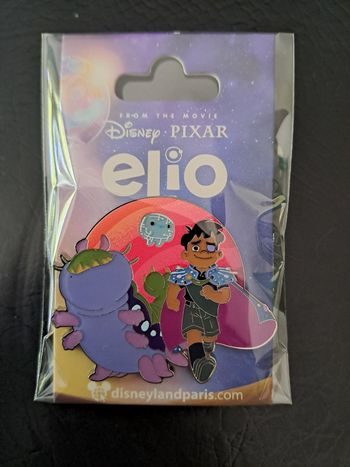 FROM THE MOVIE
Disney · PIXAR
elio
disneylandparis.com